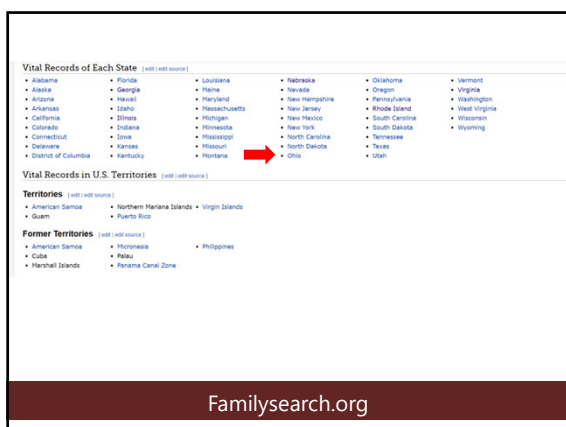 Vital Records of Each State [ edit | edit source ]
• Alabama
• Alaska
• Arizona
• Arkansas
• California
• Colorado
• Connecticut
• Delaware
• District of Columbia
• Florida
• Georgia
• Hawaii
• Idaho
• Illinois
• Indiana
• Iowa
• Kansas
• Kentucky
• Louisiana
• Maine
• Maryland
• Massachusetts
• Michigan
• Minnesota
• Mississippi
• Missouri
• Montana
• Nebraska
• Nevada
• New Hampshire
• New Jersey
• New Mexico
• New York
• North Carolina
• North Dakota
• Ohio
• Oklahoma
• Oregon
• Pennsylvania
• Rhode Island
• South Carolina
• South Dakota
• Tennessee
• Texas
• Utah
• Vermont
• Virginia
• Washington
• West Virginia
• Wisconsin
• Wyoming
Vital Records in U.S. Territories [ edit | edit source ]
Territories [ edit | edit source ]
• American Samoa
• Guam
• Northern Mariana Islands
• Puerto Rico
• Virgin Islands
Former Territories [ edit | edit source ]
• American Samoa
• Cuba
• Marshall Islands
• Micronesia
• Palau
• Panama Canal Zone
• Philippines
Familysearch.org